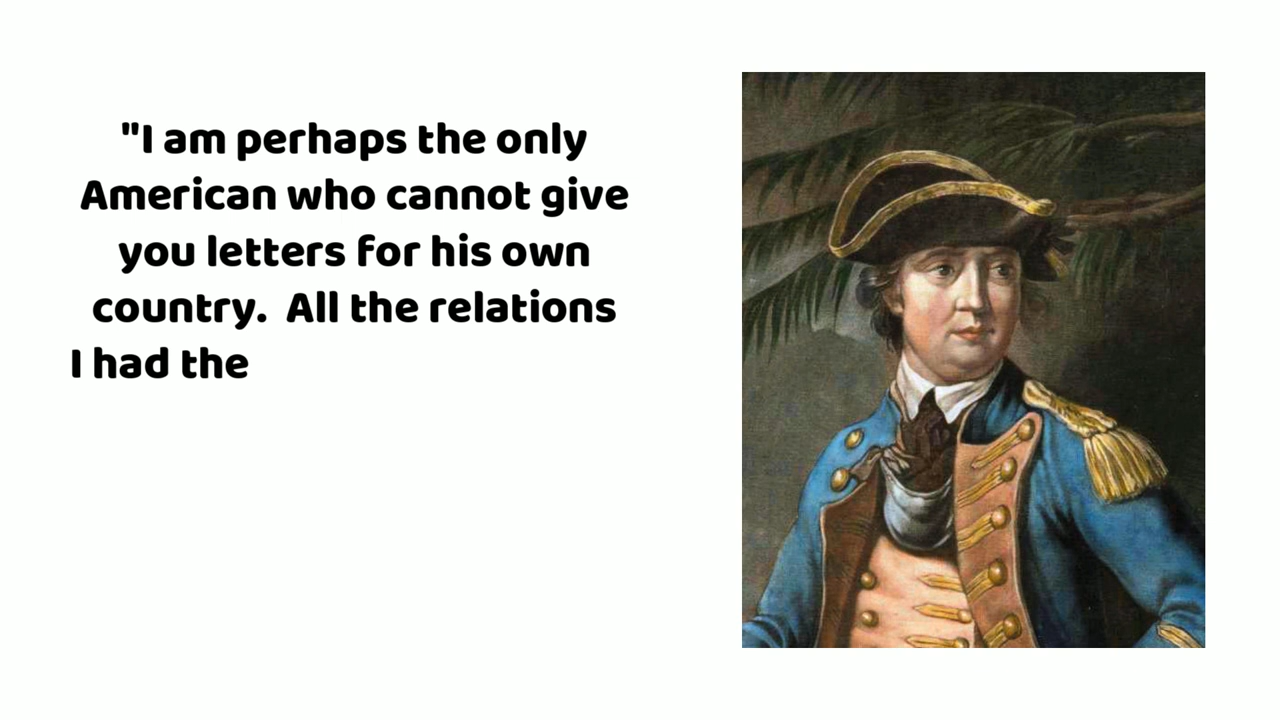 "I am perhaps the only
American who cannot give
you letters for his own
country.  All the relations
I had the